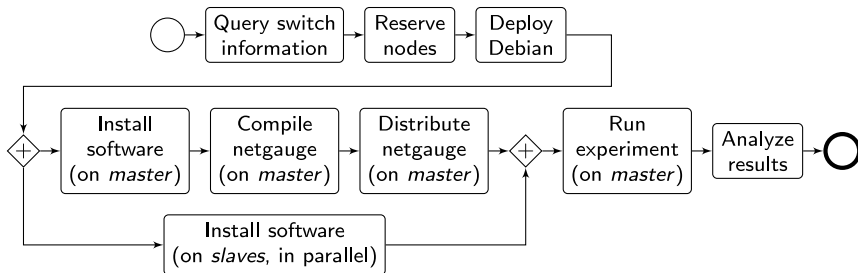 Query switch
information
Reserve
nodes
Deploy
Debian
Install
software
(on master)
Compile
netgauge
(on master)
Distribute
netgauge
(on master)
Run
experiment
(on master)
Analyze
results
Install software
(on slaves, in parallel)